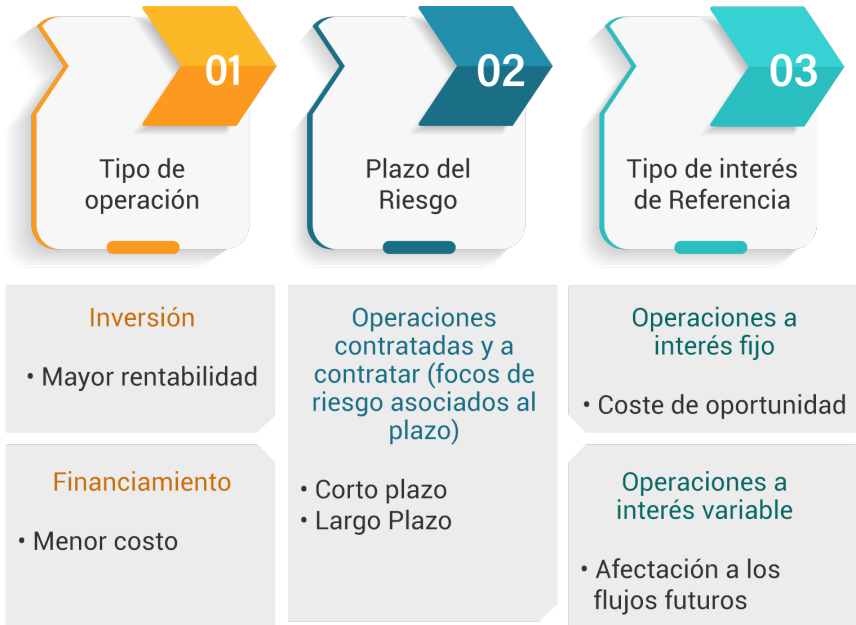 01
Tipo de
operación
02
Plazo del
Riesgo
03
Tipo de interés
de Referencia
Inversión
• Mayor rentabilidad
Financiamiento
• Menor costo
Operaciones
contratadas y a
contratar (focos de
riesgo asociados al
plazo)
• Corto plazo
• Largo Plazo
Operaciones a
interés fijo
• Coste de oportunidad
Operaciones a
interés variable
• Afectación a los
flujos futuros